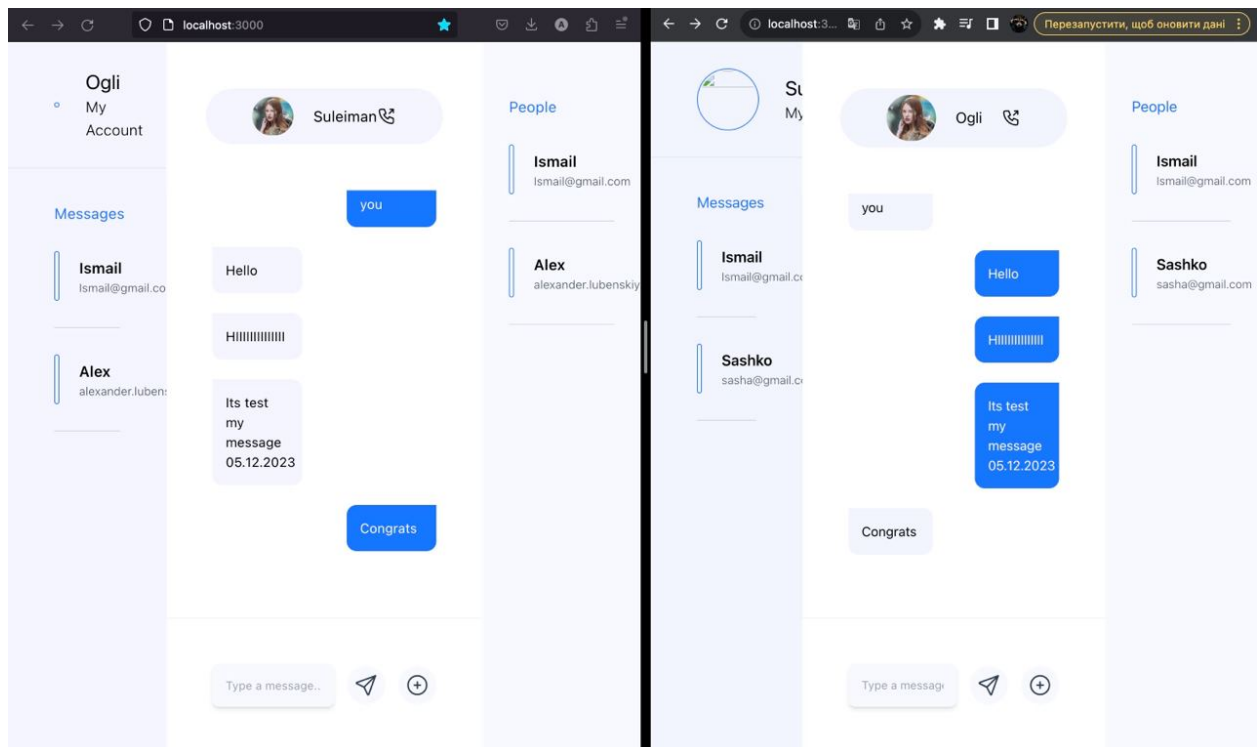 localhost:3000
Ogli
My
Account
Suleiman
People
Ismail
Ismail@gmail.com
Alex
alexander.lubenskiy
Messages
Ismail
Ismail@gmail.co
Alex
alexander.luben
you
Hello
Its test
my
message
05.12.2023
Congrats
Type a message..
localhost:3...
Перезапустити, щоб оновити дані
Su
My
Ogli
People
Ismail
Ismail@gmail.com
Sashko
sasha@gmail.com
Messages
Ismail
Ismail@gmail.co
Sashko
sasha@gmail.co
you
Hello
Its test
my
message
05.12.2023
Congrats
Type a messag